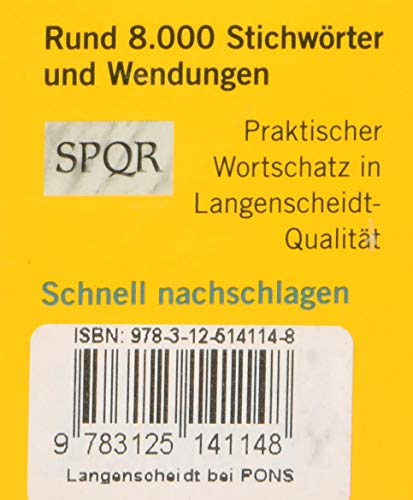 Rund 8.000 Stichwörter
und Wendungen
SPQR
Praktischer
Wortschatz in
Langenscheidt-
Qualität
Schnell nachschlagen
ISBN: 978-3-12-514114-8
9 783125 141148
Langenscheidt bei PONS